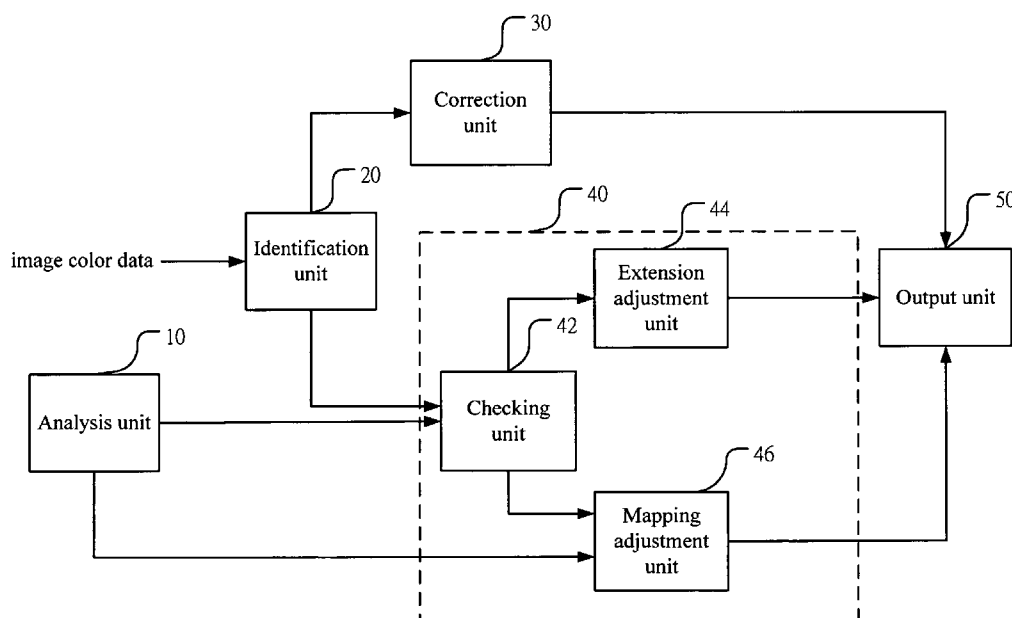 30
Correction
unit
20
40
44
50
Identification
unit
image color data
Extension
adjustment
unit
Output unit
10
42
Analysis unit
Checking
unit
46
Mapping
adjustment
unit